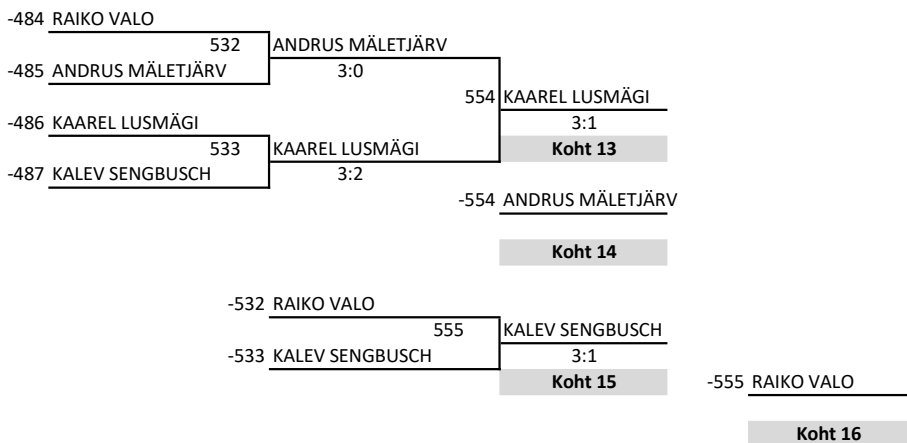 -484 RAIKO VALO
532 ANDRUS MÄLETJÄRV
-485 ANDRUS MÄLETJÄRV 3:0
554 KAAREL LUSMÄGI
-486 KAAREL LUSMÄGI 3:1
533 KAAREL LUSMÄGI Koht 13
-487 KALEV SENGBUSCH 3:2
-554 ANDRUS MÄLETJÄRV
Koht 14
-532 RAIKO VALO
555 KALEV SENGBUSCH
-533 KALEV SENGBUSCH 3:1
Koht 15 -555 RAIKO VALO
Koht 16